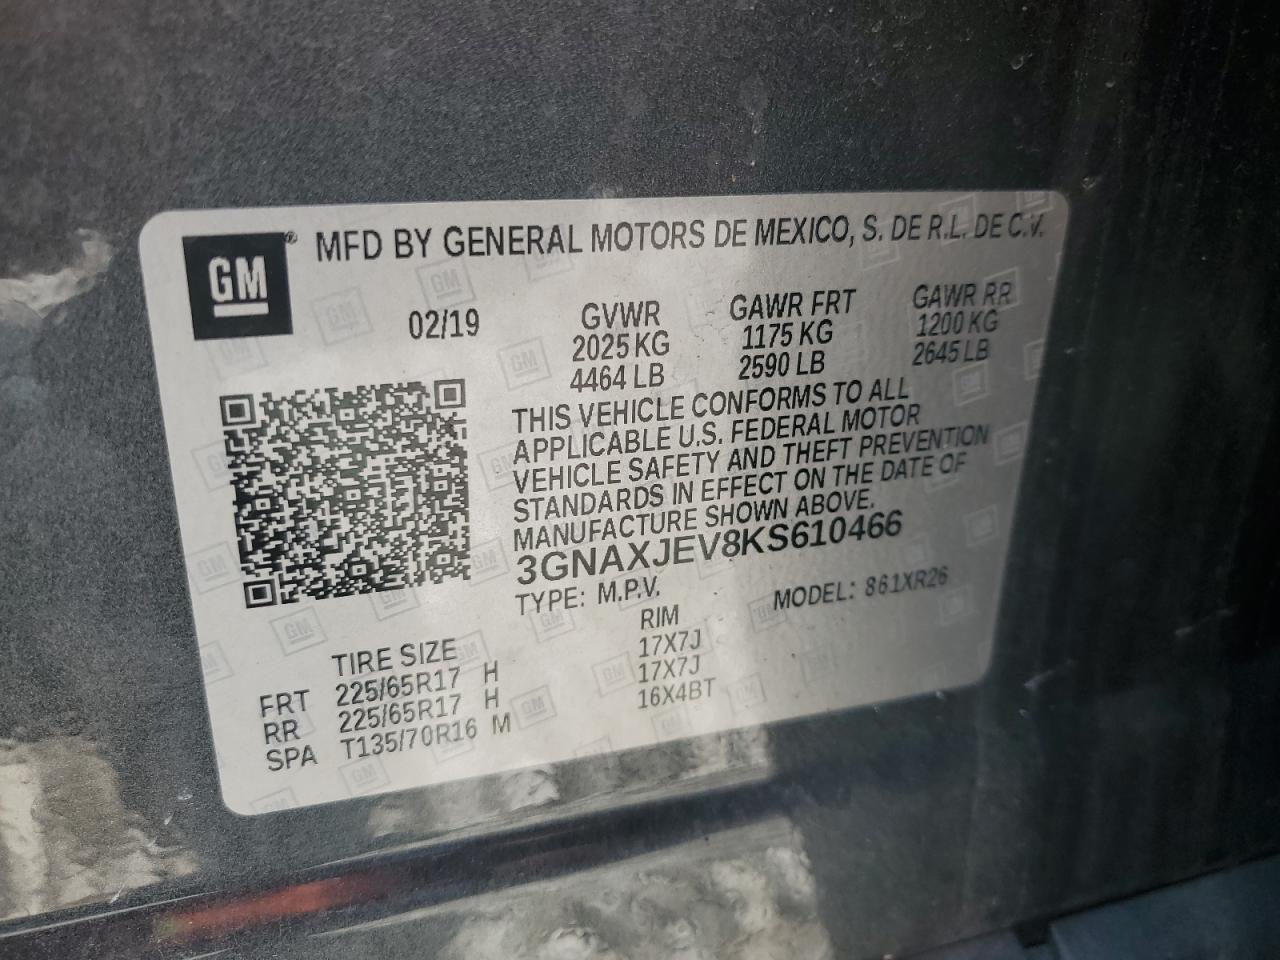 GM ® MFD BY GENERAL MOTORS DE MEXICO, S. DE R.L. DE C.V.
02/19
GVWR GAWR FRT GAWR RR
2025 KG 1175 KG 1200 KG
4464 LB 2590 LB 2645 LB
THIS VEHICLE CONFORMS TO ALL
APPLICABLE U.S. FEDERAL MOTOR
VEHICLE SAFETY AND THEFT PREVENTION
STANDARDS IN EFFECT ON THE DATE OF
MANUFACTURE SHOWN ABOVE.
3GNAXJEV8KS610466
TYPE: M.P.V. MODEL: 861XR26
TIRE SIZE RIM
FRT 225/65R17 H 17X7J
RR 225/65R17 H 17X7J
SPA T135/70R16 M 16X4BT